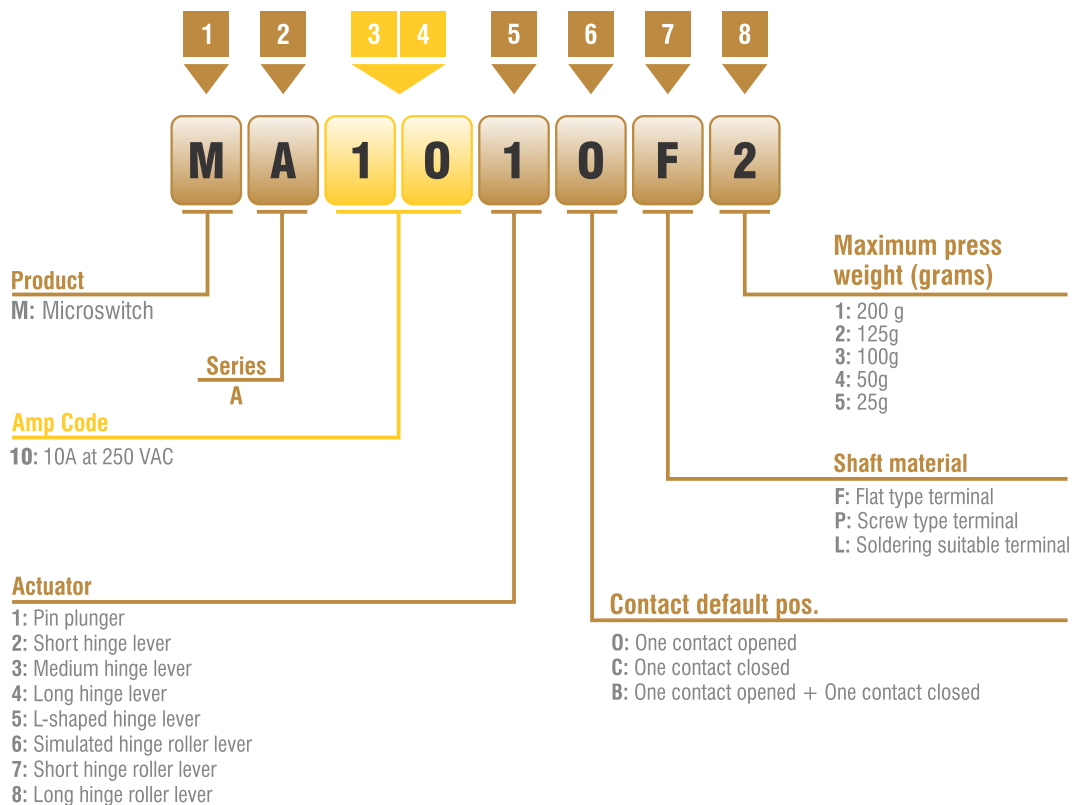 1 2 3 4 5 6 7 8
M A 1 0 1 0 F 2
Product
M: Microswitch
Series
A
Amp Code
10: 10A at 250 VAC
Actuator
1: Pin plunger
2: Short hinge lever
3: Medium hinge lever
4: Long hinge lever
5: L-shaped hinge lever
6: Simulated hinge roller lever
7: Short hinge roller lever
8: Long hinge roller lever
Contact default pos.
O: One contact opened
C: One contact closed
B: One contact opened + One contact closed
Shaft material
F: Flat type terminal
P: Screw type terminal
L: Soldering suitable terminal
Maximum press
weight (grams)
1: 200 g
2: 125g
3: 100g
4: 50g
5: 25g